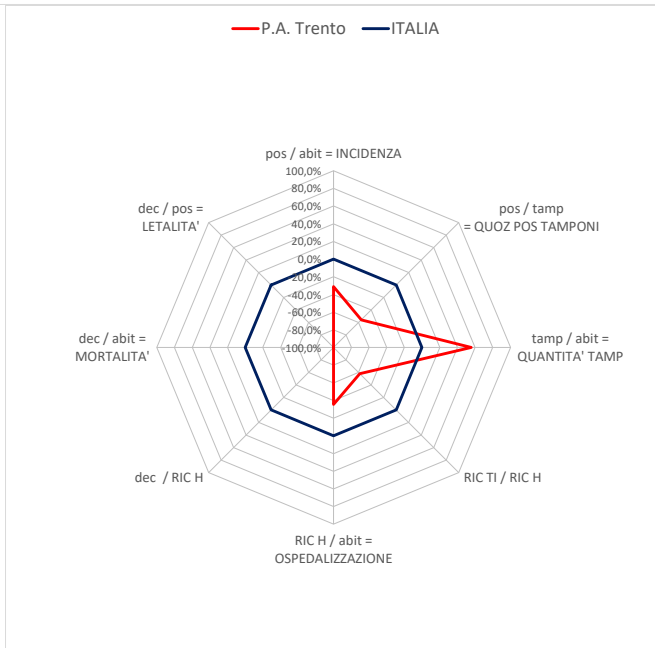 P.A. Trento
ITALIA
pos / abit = INCIDENZA
100,0%
80,0%
60,0%
40,0%
20,0%
0,0%
-20,0%
-40,0%
-60,0%
-80,0%
-100,0%
pos / tamp
= QUOZ POS TAMPONI
tamp / abit =
QUANTITA' TAMP
RIC TI / RIC H
RIC H / abit =
OSPEDALIZZAZIONE
dec / RIC H
dec / abit =
MORTALITA'
dec / pos =
LETALITA'